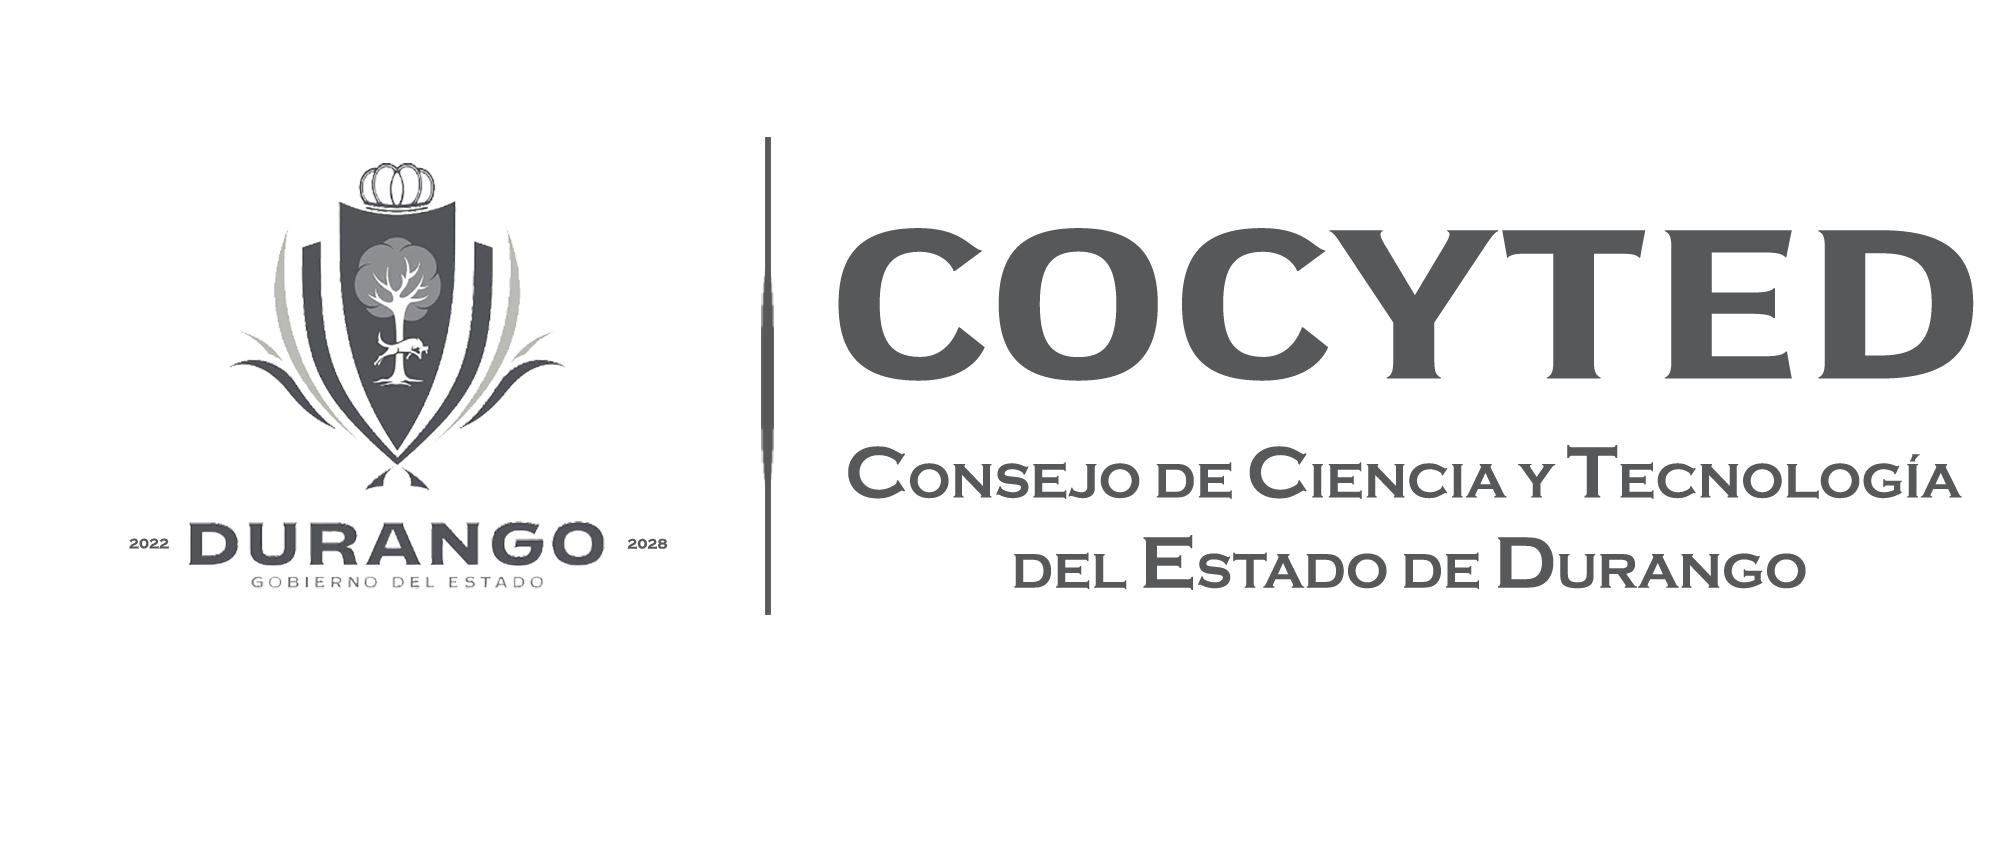 2022 DURANGO 2028
GOBIERNO DEL ESTADO
COCYTED
CONSEJO DE CIENCIA Y TECNOLOGÍA
DEL ESTADO DE DURANGO